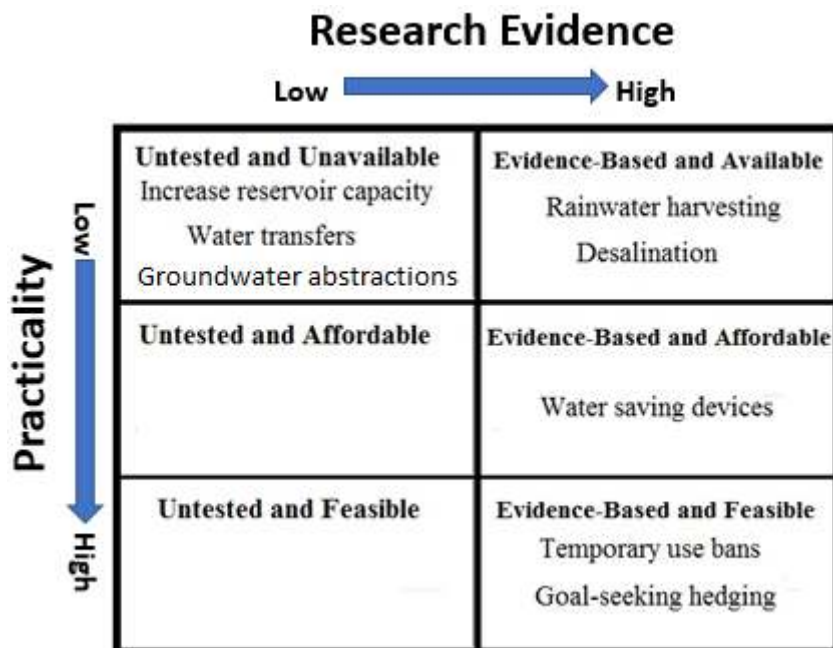 Research Evidence
Low
High
Practicality
Low
High
Untested and Unavailable
Increase reservoir capacity
Water transfers
Groundwater abstractions
Evidence-Based and Available
Rainwater harvesting
Desalination
Untested and Affordable
Evidence-Based and Affordable
Water saving devices
Untested and Feasible
Evidence-Based and Feasible
Temporary use bans
Goal-seeking hedging